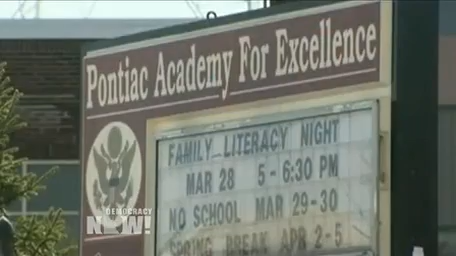 Pontiac Academy For Excellence
FAMILY LITERACY NIGHT
MAR 28 5-6:30 PM
NO SCHOOL MAR 29-30
SPRING BREAK APR 2-5
DEMOCRACY
NOW!